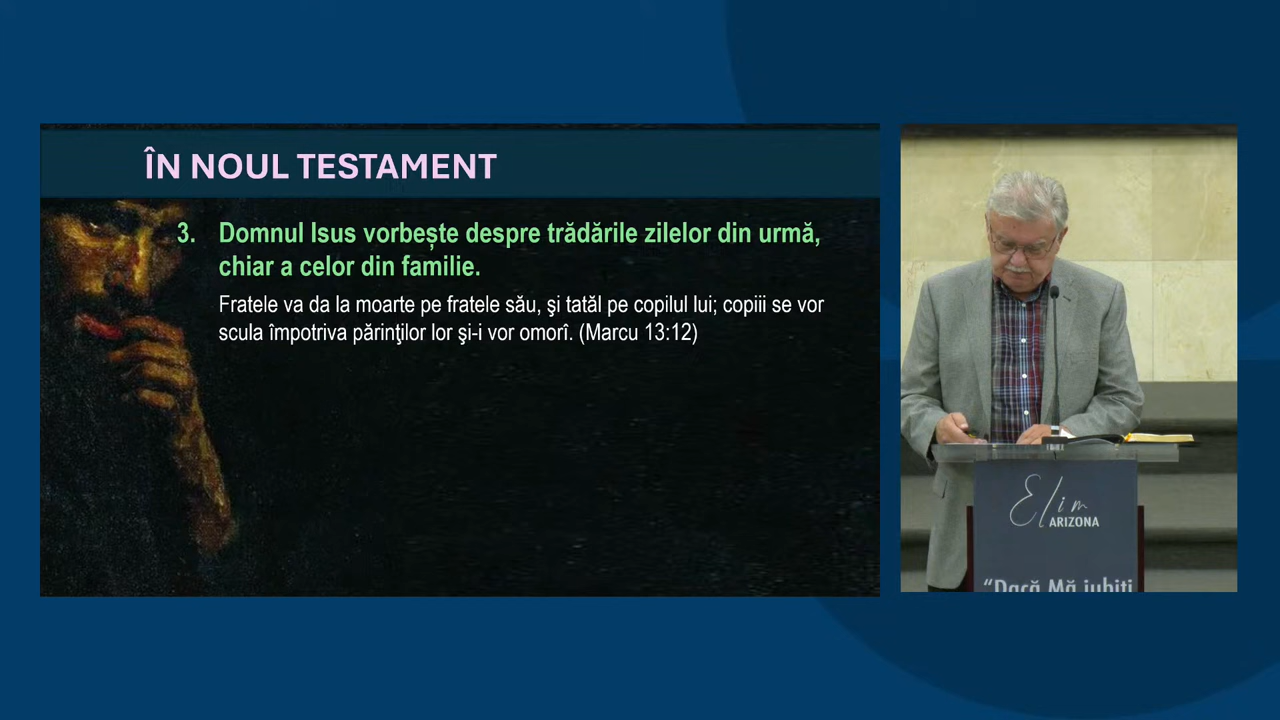 ÎN NOUL TESTAMENT
3. Domnul Isus vorbește despre trădările zilelor din urmă,
chiar a celor din familie.
Fratele va da la moarte pe fratele său, şi tatăl pe copilul lui; copiii se vor
scula împotriva părinţilor lor şi-i vor omorî. (Marcu 13:12)
Elim
ARIZONA
“Dacă Mă iubiți